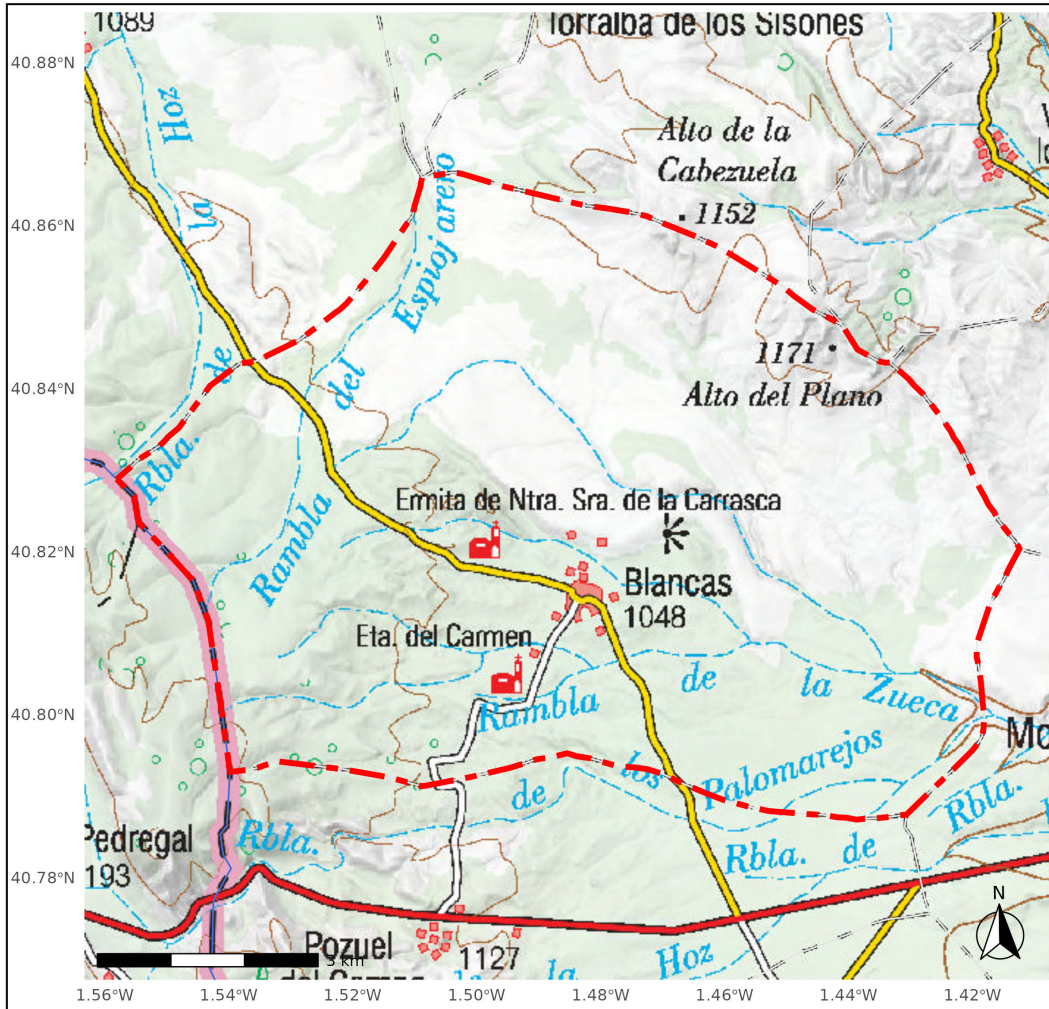 1089
Torralba de los Sisones
40.88°N
Hoz
la
de
Rbla.
Alto de la
Cabezuela
1152
40.86°N
Espiojarero
del
Rambla
1171
Alto del Plano
40.84°N
Ermita de Ntra. Sra. de la Carrasca
40.82°N
Blancas
1048
Eta. del Carmen
Rambla de la Zueca
40.80°N
Rbla. de los Palomarejos
Rbla. de
Rbla.
Pedregal
40.78°N
Pozuel
1127
Hoz
la
3 km
N
1.56°W 1.54°W 1.52°W 1.50°W 1.48°W 1.46°W 1.44°W 1.42°W